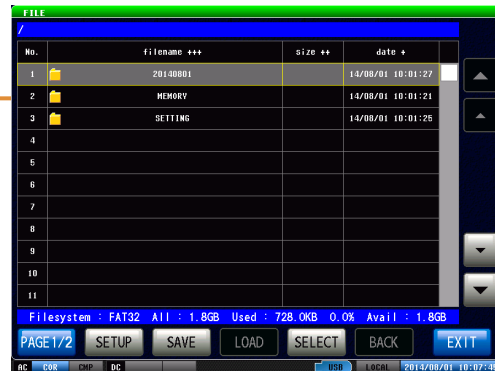 FILE
/
No. filename +++ size ++ date +
1 20140801 14/08/01 10:01:27
2 MEMORY 14/08/01 10:01:21
3 SETTING 14/08/01 10:01:25
4
5
6
7
8
9
10
11
Filesystem : FAT32 All : 1.8GB Used : 728.0KB 0.0% Avail : 1.8GB
PAGE1/2 SETUP SAVE LOAD SELECT BACK EXIT
AC COR CMP DC USB LOCAL 2014/08/01 10:07:45